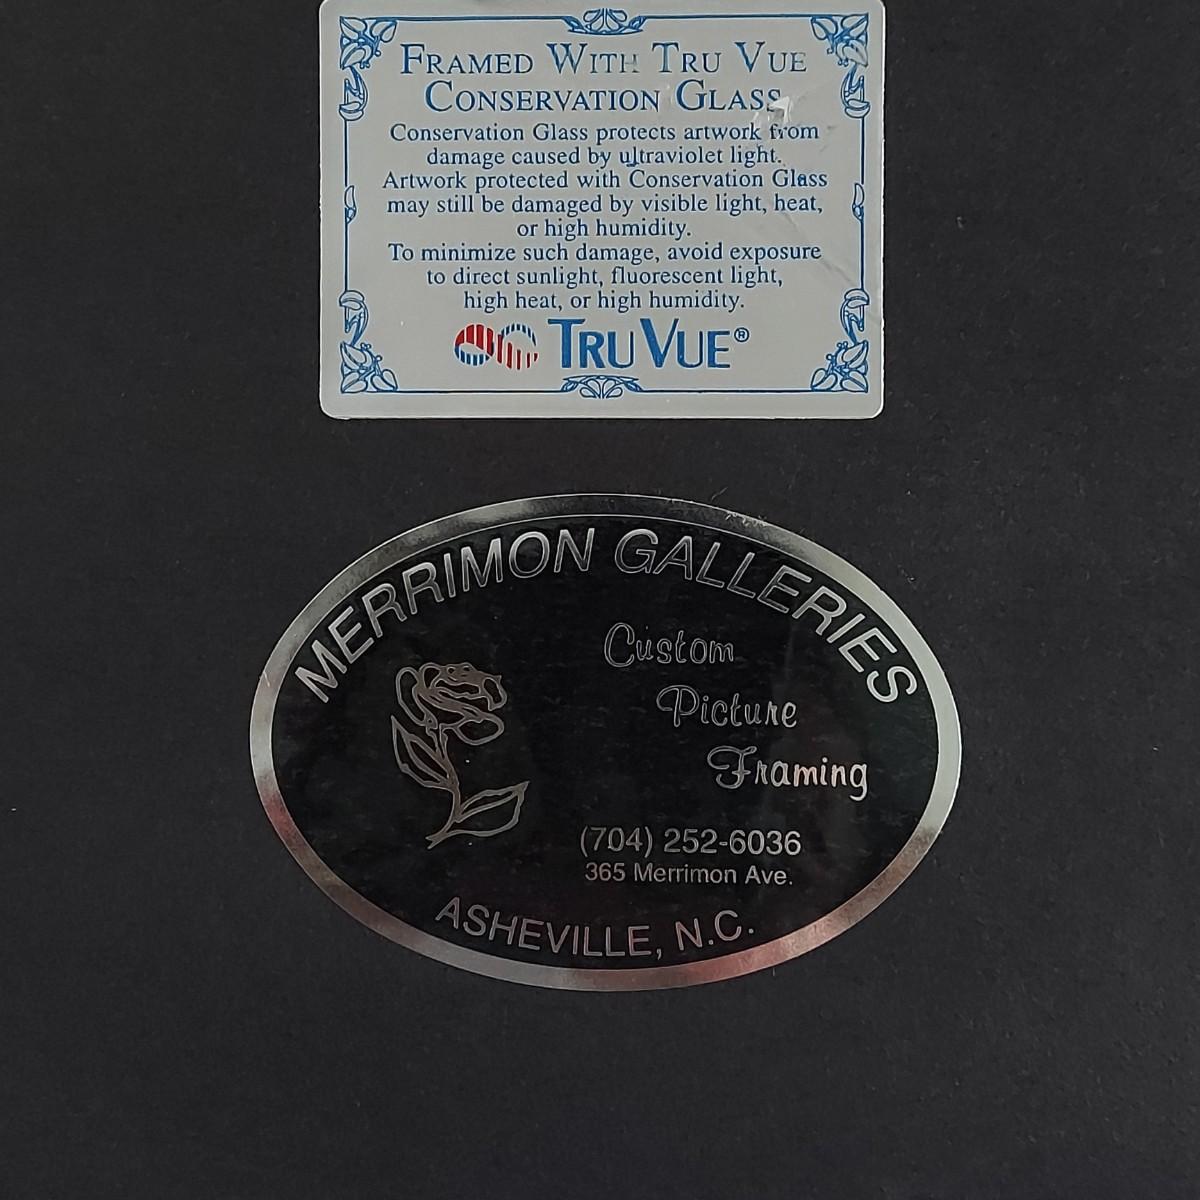 FRAMED WITH TRU VUE
CONSERVATION GLASS
Conservation Glass protects artwork from
damage caused by ultraviolet light.
Artwork protected with Conservation Glass
may still be damaged by visible light, heat,
or high humidity.
To minimize such damage, avoid exposure
to direct sunlight, fluorescent light,
high heat, or high humidity.
TRU VUE®
MERRIMON GALLERIES
Custom
Picture
Framing
(704) 252-6036
365 Merrimon Ave.
ASHEVILLE, N.C.